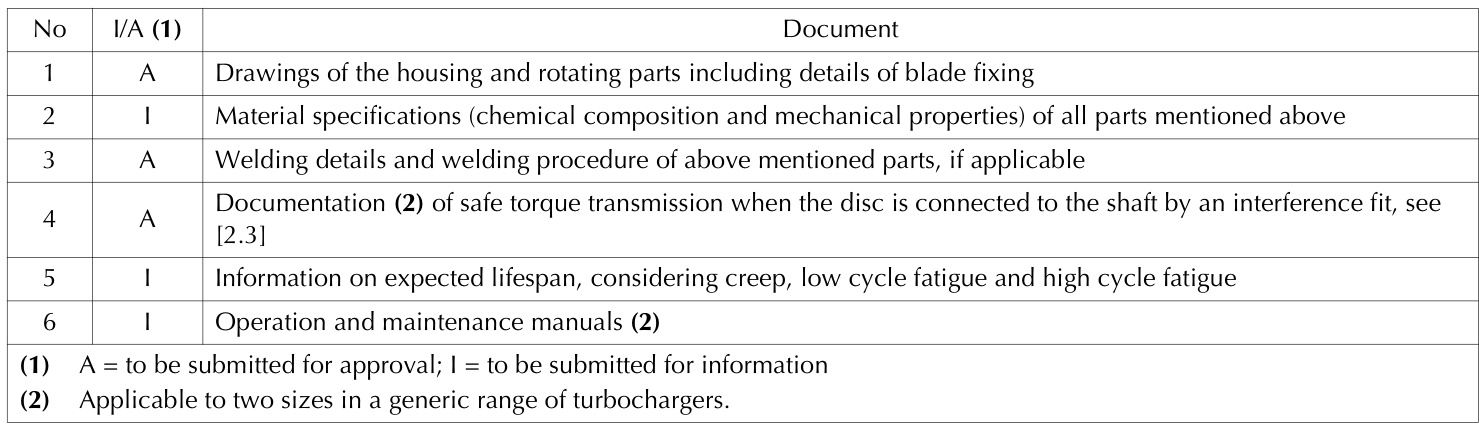 No I/A (1) Document
1 A Drawings of the housing and rotating parts including details of blade fixing
2 I Material specifications (chemical composition and mechanical properties) of all parts mentioned above
3 A Welding details and welding procedure of above mentioned parts, if applicable
4 A Documentation (2) of safe torque transmission when the disc is connected to the shaft by an interference fit, see
[2.3]
5 I Information on expected lifespan, considering creep, low cycle fatigue and high cycle fatigue
6 I Operation and maintenance manuals (2)
(1) A = to be submitted for approval; I = to be submitted for information
(2) Applicable to two sizes in a generic range of turbochargers.